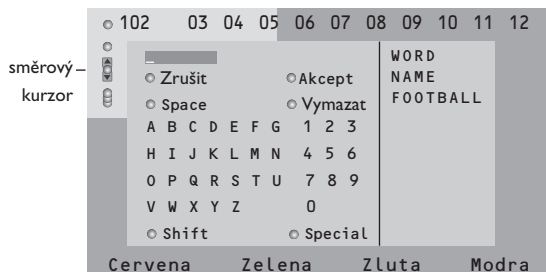 102 03 04 05 06 07 08 09 10 11 12
směrový
kurzor
Zrušit Akcept
Space Vymazat
A B C D E F G 1 2 3
H I J K L M N 4 5 6
O P Q R S T U 7 8 9
V W X Y Z 0
Shift Special
WORD
NAME
FOOTBALL
Cervena Zelena Zluta Modra